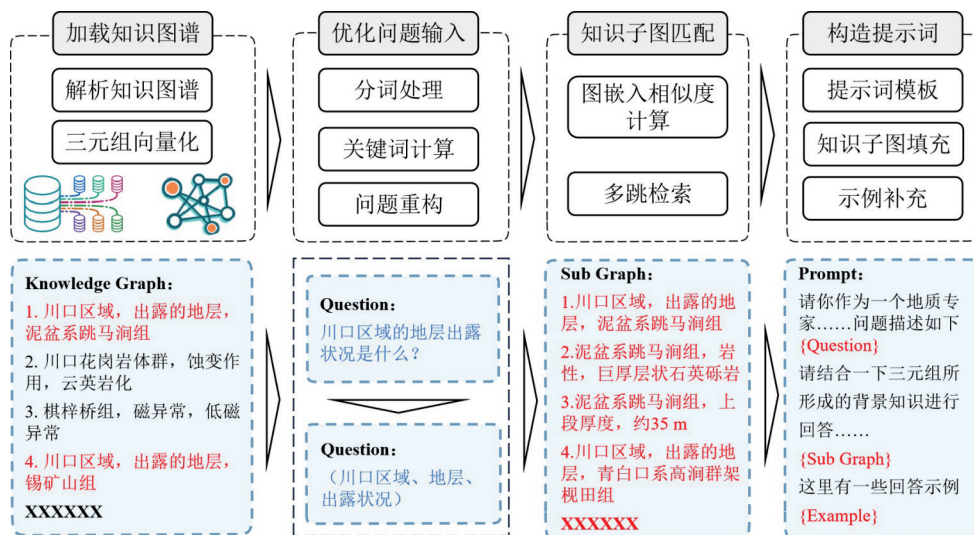 加载知识图谱
解析知识图谱
三元组向量化
优化问题输入
分词处理
关键词计算
问题重构
知识子图匹配
图嵌入相似度
计算
多跳检索
构造提示词
提示词模板
知识子图填充
示例补充
Knowledge Graph：
1. 川口区域，出露的地层，
泥盆系跳马涧组
2. 川口花岗岩体群，蚀变作
用，云英岩化
3. 棋梓桥组，磁异常，低磁
异常
4. 川口区域，出露的地层，
锡矿山组
XXXXXX
Question：
川口区域的地层出露
状况是什么？
Question：
（川口区域、地层、
出露状况）
Sub Graph：
1.川口区域，出露的地
层，泥盆系跳马涧组
2.泥盆系跳马涧组，岩
性，巨厚层状石英砾岩
3.泥盆系跳马涧组，上
段厚度，约35 m
4.川口区域，出露的地
层，青白口系高涧群架
枧田组
XXXXXX
Prompt：
请你作为一个地质专
家……问题描述如下
{Question}
请结合一下三元组所
形成的背景知识进行
回答……
{Sub Graph}
这里有一些回答示例
{Example}